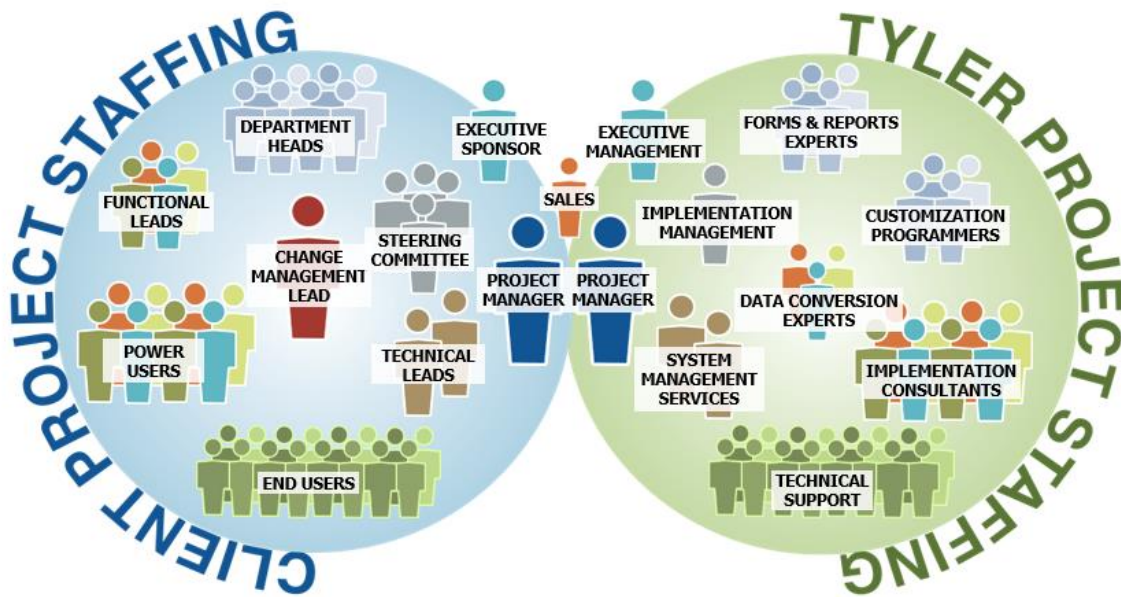 CLIENT PROJECT STAFFING
TYLER PROJECT STAFFING
DEPARTMENT
HEADS
EXECUTIVE
SPONSOR
FUNCTIONAL
LEADS
CHANGE
MANAGEMENT
LEAD
STEERING
COMMITTEE
PROJECT
MANAGER
POWER
USERS
TECHNICAL
LEADS
END USERS
SALES
EXECUTIVE
MANAGEMENT
FORMS & REPORTS
EXPERTS
IMPLEMENTATION
MANAGEMENT
CUSTOMIZATION
PROGRAMMERS
PROJECT
MANAGER
DATA CONVERSION
EXPERTS
SYSTEM
MANAGEMENT
SERVICES
IMPLEMENTATION
CONSULTANTS
TECHNICAL
SUPPORT